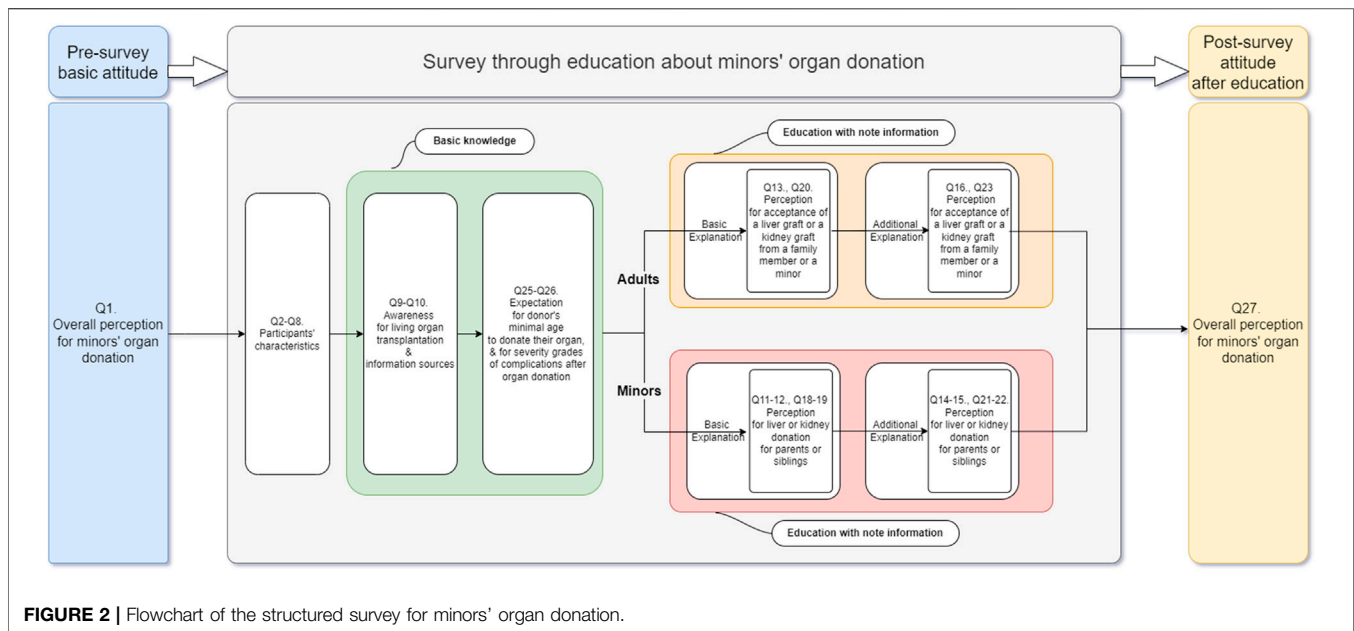 Pre-survey
basic attitude
Survey through education about minors' organ donation
Post-survey
attitude
after education
Q1.
Overall perception
for minors' organ
donation
Q2-Q8.
Participants'
characteristics
Basic knowledge
Q9-Q10.
Awareness
for living organ
transplantation
&
information sources
Q25-Q26.
Expectation
for donor's
minimal age
to donate their organ,
& for severity grades
of complications after
organ donation
Adults
Education with note information
Basic
Explanation
Q13., Q20.
Perception
for acceptance of
a liver graft or a
kidney graft
from a family
member or a
minor
Additional
Explanation
Q16., Q23
Perception
for acceptance of
a liver graft or a
kidney graft
from a family
member or a
minor
Minors
Basic
Explanation
Q11-12., Q18-19
Perception
for liver or kidney
donation
for parents or
siblings
Additional
Explanation
Q14-15., Q21-22.
Perception
for liver or kidney
donation
for parents or
siblings
Education with note information
Q27.
Overall perception
for minors' organ
donation
FIGURE 2 | Flowchart of the structured survey for minors’ organ donation.